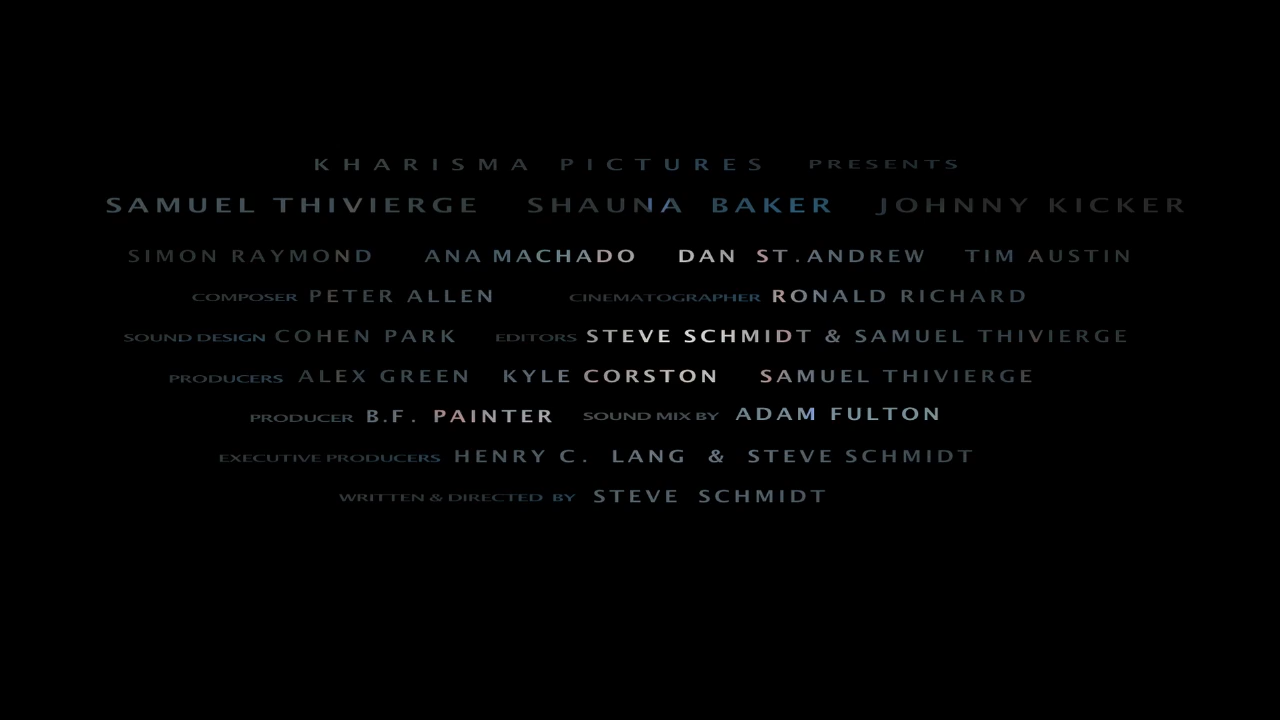 KHARISMA PICTURES PRESENTS
SAMUEL THIVIERGE SHAUNA BAKER JOHNNY KICKER
SIMON RAYMOND ANA MACHADO DAN ST.ANDREW TIM AUSTIN
COMPOSER PETER ALLEN CINEMATOGRAPHER RONALD RICHARD
SOUND DESIGN COHEN PARK EDITORS STEVE SCHMIDT & SAMUEL THIVIERGE
PRODUCERS ALEX GREEN KYLE CORSTON SAMUEL THIVIERGE
PRODUCER B.F. PAINTER SOUND MIX BY ADAM FULTON
EXECUTIVE PRODUCERS HENRY C. LANG & STEVE SCHMIDT
WRITTEN & DIRECTED BY STEVE SCHMIDT